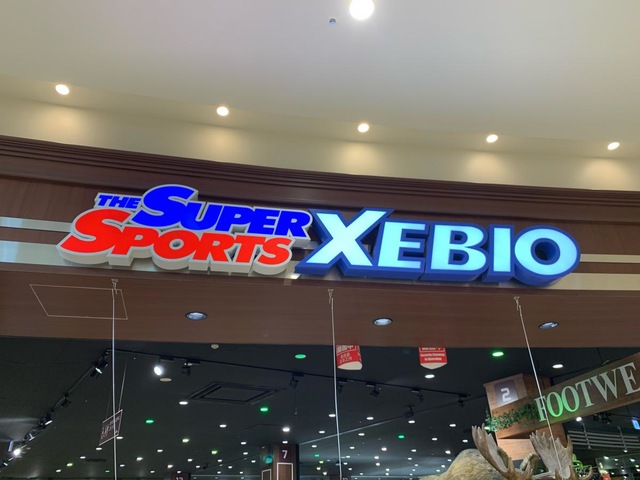 THE SUPER SPORTS XEBIO
2
FOOTWE
7